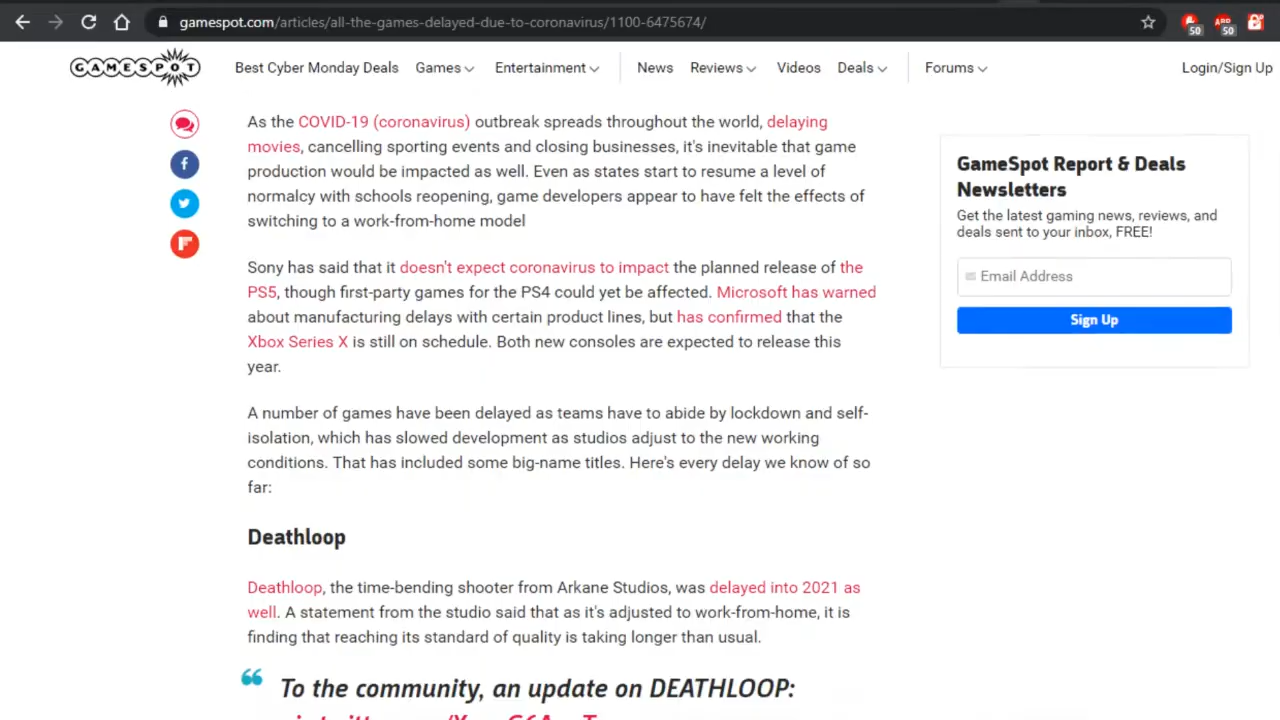 gamespot.com/articles/all-the-games-delayed-due-to-coronavirus/1100-6475674/
50
ABD
50
GAMESPOT
Best Cyber Monday Deals
Games
Entertainment
News
Reviews
Videos
Deals
Forums
Login/Sign Up
As the COVID-19 (coronavirus) outbreak spreads throughout the world, delaying
movies, cancelling sporting events and closing businesses, it's inevitable that game
production would be impacted as well. Even as states start to resume a level of
normalcy with schools reopening, game developers appear to have felt the effects of
switching to a work-from-home model
Sony has said that it doesn't expect coronavirus to impact the planned release of the
PS5, though first-party games for the PS4 could yet be affected. Microsoft has warned
about manufacturing delays with certain product lines, but has confirmed that the
Xbox Series X is still on schedule. Both new consoles are expected to release this
year.
A number of games have been delayed as teams have to abide by lockdown and self-
isolation, which has slowed development as studios adjust to the new working
conditions. That has included some big-name titles. Here's every delay we know of so
far:
Deathloop
Deathloop, the time-bending shooter from Arkane Studios, was delayed into 2021 as
well. A statement from the studio said that as it's adjusted to work-from-home, it is
finding that reaching its standard of quality is taking longer than usual.
To the community, an update on DEATHLOOP:
GameSpot Report & Deals
Newsletters
Get the latest gaming news, reviews, and
deals sent to your inbox, FREE!
Email Address
Sign Up